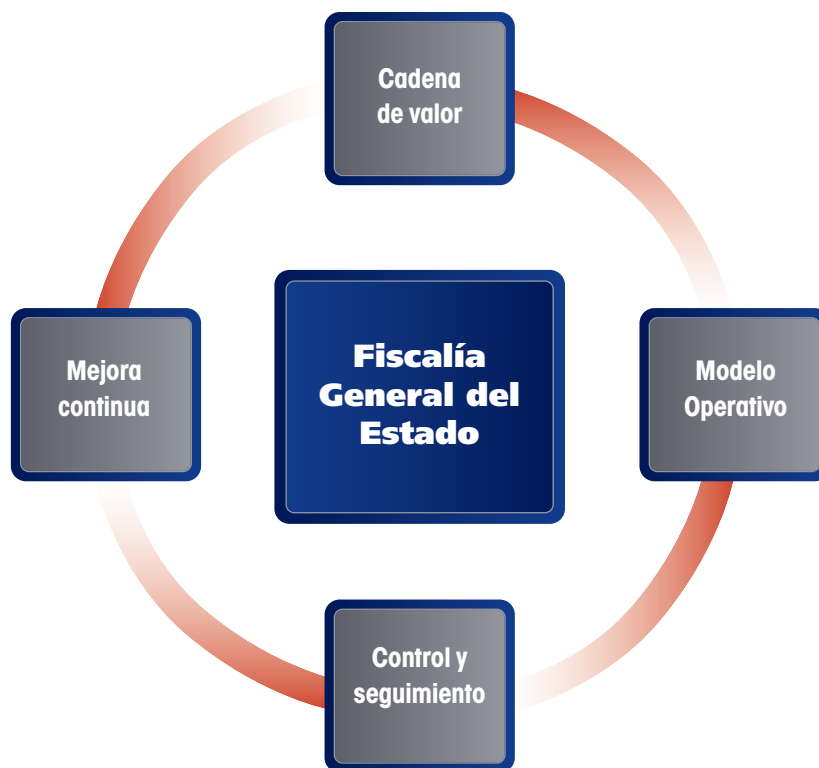 Cadena
de valor
Fiscalía
General del
Estado
Mejora
continua
Modelo
Operativo
Control y
seguimiento